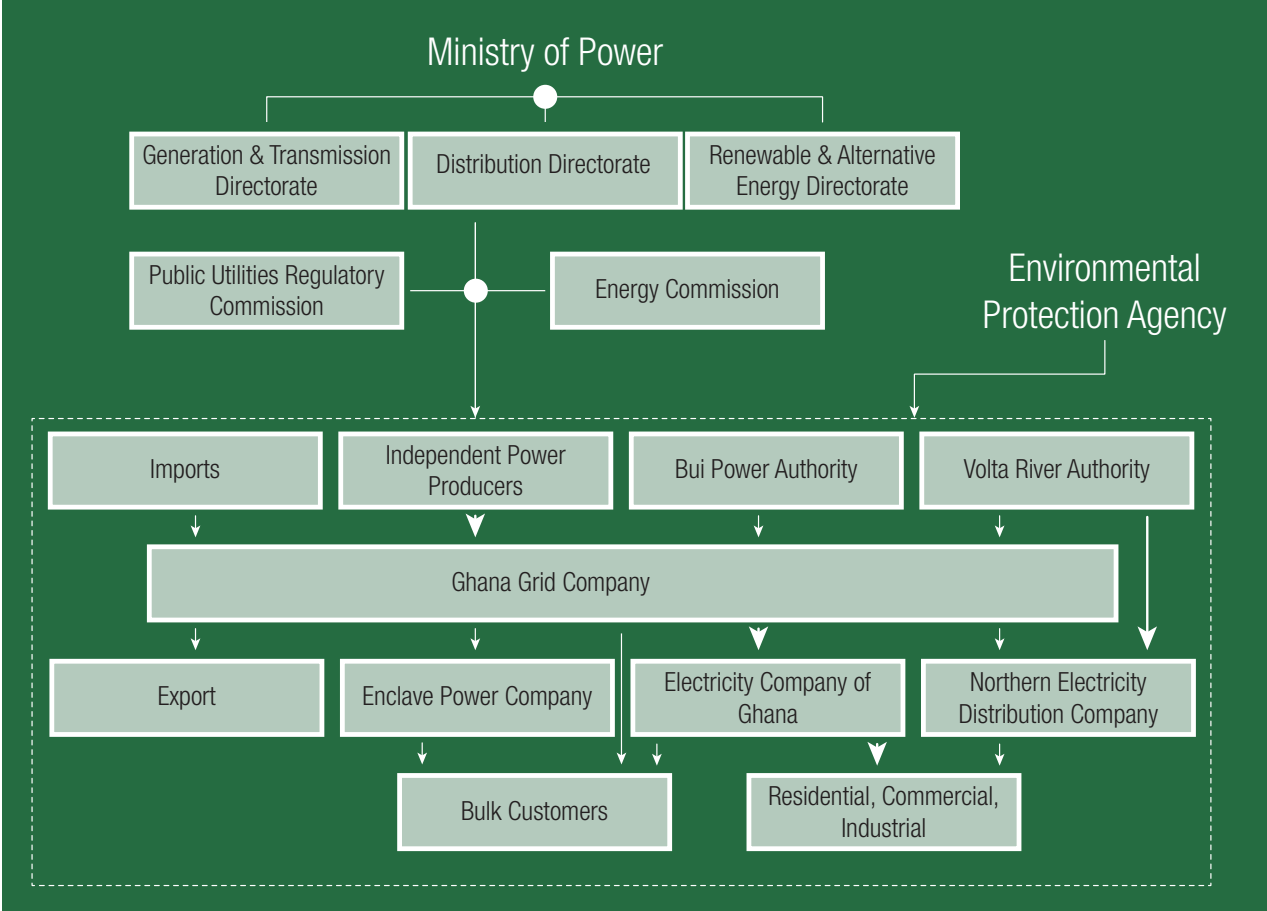 Ministry of Power
Generation & Transmission
Directorate
Distribution Directorate
Renewable & Alternative
Energy Directorate
Public Utilities Regulatory
Commission
Energy Commission
Environmental
Protection Agency
Imports
Independent Power
Producers
Bui Power Authority
Volta River Authority
Ghana Grid Company
Export
Enclave Power Company
Electricity Company of
Ghana
Northern Electricity
Distribution Company
Bulk Customers
Residential, Commercial,
Industrial